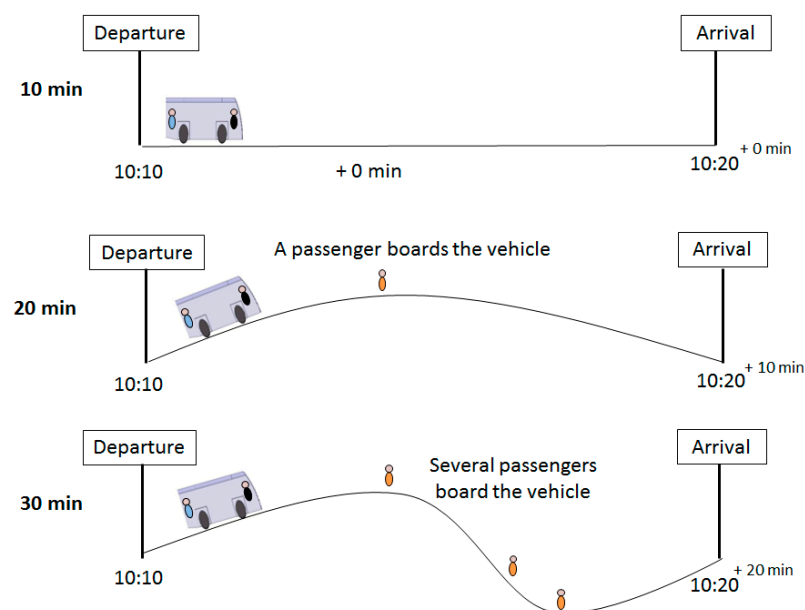 Departure
Arrival
10 min
10:10
+ 0 min
10:20 + 0 min
Departure
A passenger boards the vehicle
Arrival
20 min
10:10
10:20 + 10 min
Departure
Arrival
Several passengers
board the vehicle
30 min
10:10
10:20 + 20 min